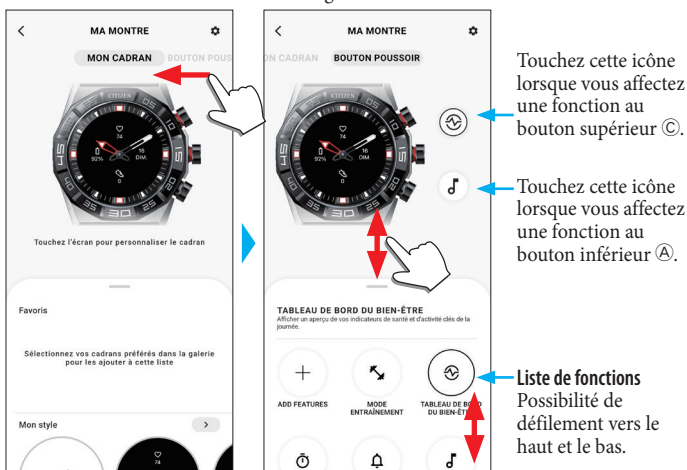 MA MONTRE
MON CADRAN BOUTON POUS
CITIZEN
74
92%
16
DIM.
0
Touchez l'écran pour personnaliser le cadran
Favoris
Sélectionnez vos cadrans préférés dans la galerie
pour les ajouter à cette liste
Mon style
74
MA MONTRE
ON CADRAN BOUTON POUSSOIR
CITIZEN
74
92%
16
DIM.
0
TABLEAU DE BORD DU BIEN-ÊTRE
Afficher un aperçu de vos indicateurs de santé et d'activité clés de la
journée.
ADD FEATURES
MODE
ENTRAÎNEMENT
TABLEAU DE BORD
DU BIEN-ÊTRE
Touchez cette icône
lorsque vous affectez
une fonction au
bouton supérieur Ⓒ.
Touchez cette icône
lorsque vous affectez
une fonction au
bouton inférieur Ⓐ.
Liste de fonctions
Possibilité de
défilement vers le
haut et le bas.